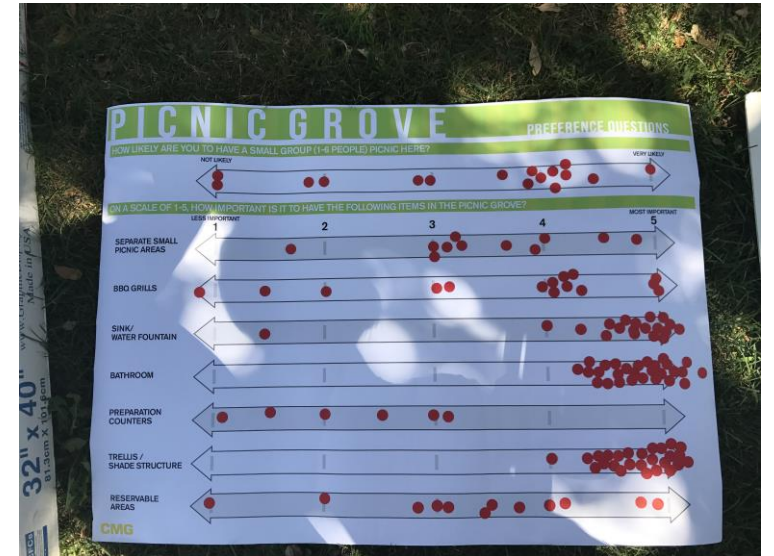 PICNIC GROVE
PREFERENCE QUESTIONS
HOW LIKELY ARE YOU TO HAVE A SMALL GROUP (1-6 PEOPLE) PICNIC HERE?
NOT LIKELY VERY LIKELY
ON A SCALE OF 1-5, HOW IMPORTANT IS IT TO HAVE THE FOLLOWING ITEMS IN THE PICNIC GROVE?
LESS IMPORTANT MOST IMPORTANT
1 2 3 4 5
SEPARATE SMALL
PICNIC AREAS
BBQ GRILLS
SINK/
WATER FOUNTAIN
BATHROOM
PREPARATION
COUNTERS
TRELLIS /
SHADE STRUCTURE
RESERVABLE
AREAS
CMG
Made in USA
32" x 40"
81.3cm x 101.6cm